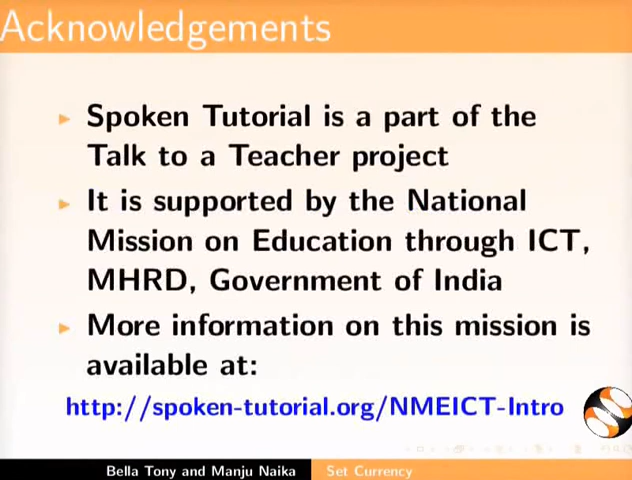 Acknowledgements
Spoken Tutorial is a part of the
Talk to a Teacher project
It is supported by the National
Mission on Education through ICT,
MHRD, Government of India
More information on this mission is
available at:
http://spoken-tutorial.org/NMEICT-Intro
Bella Tony and Manju Naika Set Currency